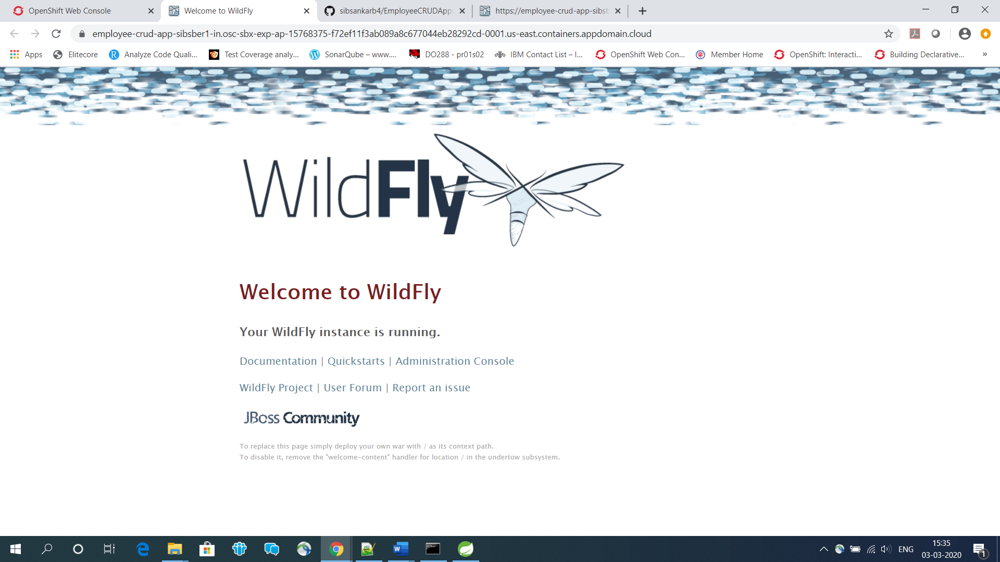 OpenShift Web Console
Welcome to WildFly
sibsankarb4/EmployeeCRUDApp
https://employee-crud-app-sibsb
employee-crud-app-sibsber1-in.osc-sbx-exp-ap-15768375-f72ef11f3ab089a8c677044eb28292cd-0001.us-east.containers.appdomain.cloud
Apps Elitecore Analyze Code Quali... Test Coverage analy... SonarQube – www.... DO288 - pr01s02 IBM Contact List – I... OpenShift Web Con... Member Home OpenShift: Interacti... Building Declarative... »
WildFly
Welcome to WildFly
Your WildFly instance is running.
Documentation | Quickstarts | Administration Console
WildFly Project | User Forum | Report an issue
JBoss Community
To replace this page simply deploy your own war with / as its context path.
To disable it, remove the "welcome-content" handler for location / in the undertow subsystem.
ENG
15:35
03-03-2020
1